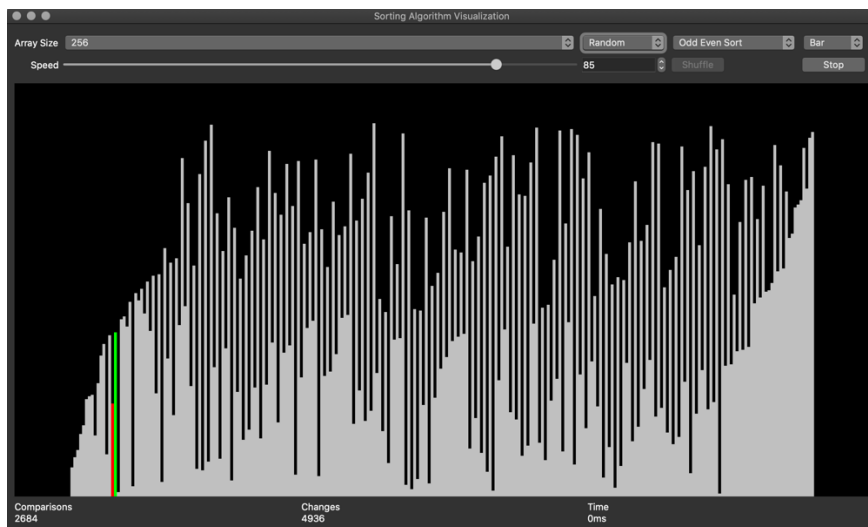 Sorting Algorithm Visualization
Array Size 256 Random Odd Even Sort Bar
Speed 85 Shuffle Stop
Comparisons Changes Time
2684 4936 0ms